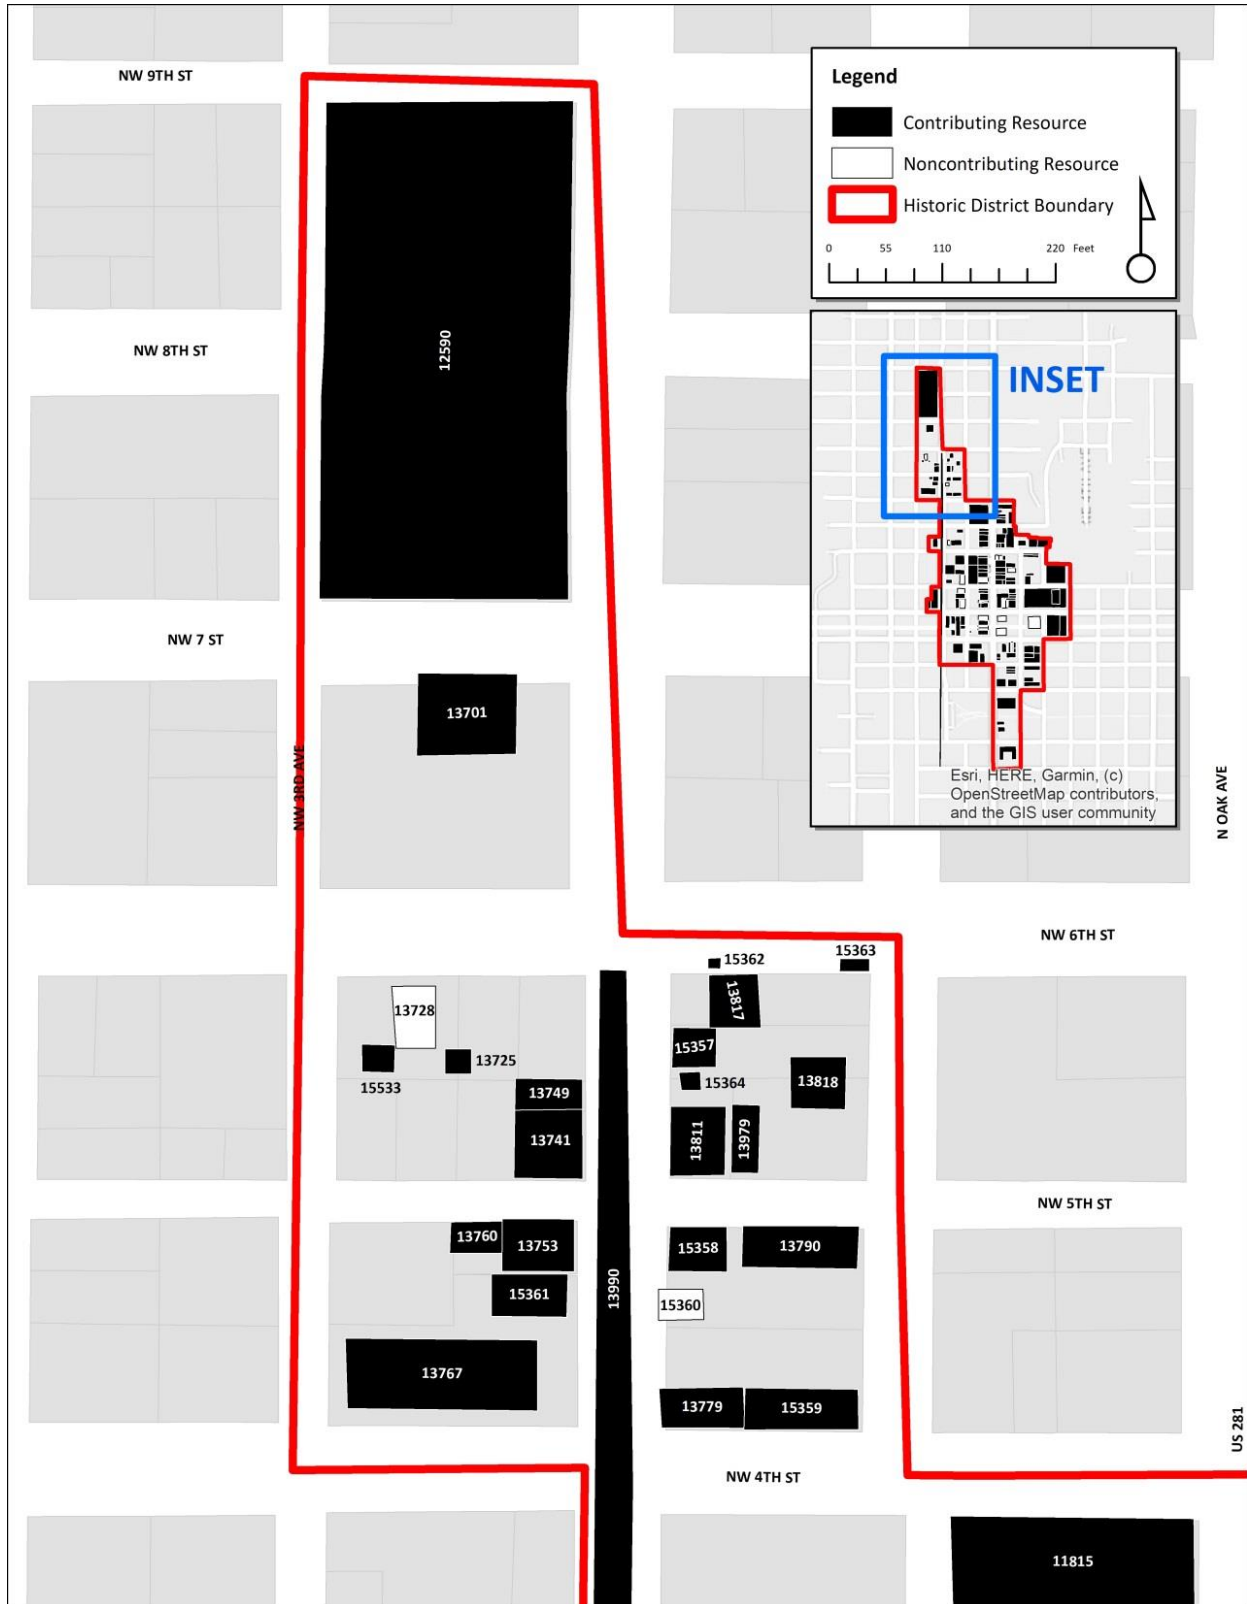 NW 9TH ST
Legend
Contributing Resource
Noncontributing Resource
Historic District Boundary
0 55 110 220 Feet
INSET
Esri, HERE, Garmin, (c)
OpenStreetMap contributors,
and the GIS user community
12590
NW 8TH ST
NW 7 ST
13701
NW 3RD AVE
N OAK AVE
NW 6TH ST
15362
15363
13728
13817
15357
15533
13725
15364
13818
13749
13741
13811
13979
NW 5TH ST
13760
13753
15358
13790
15361
13990
15360
13767
13779
15359
US 281
NW 4TH ST
11815